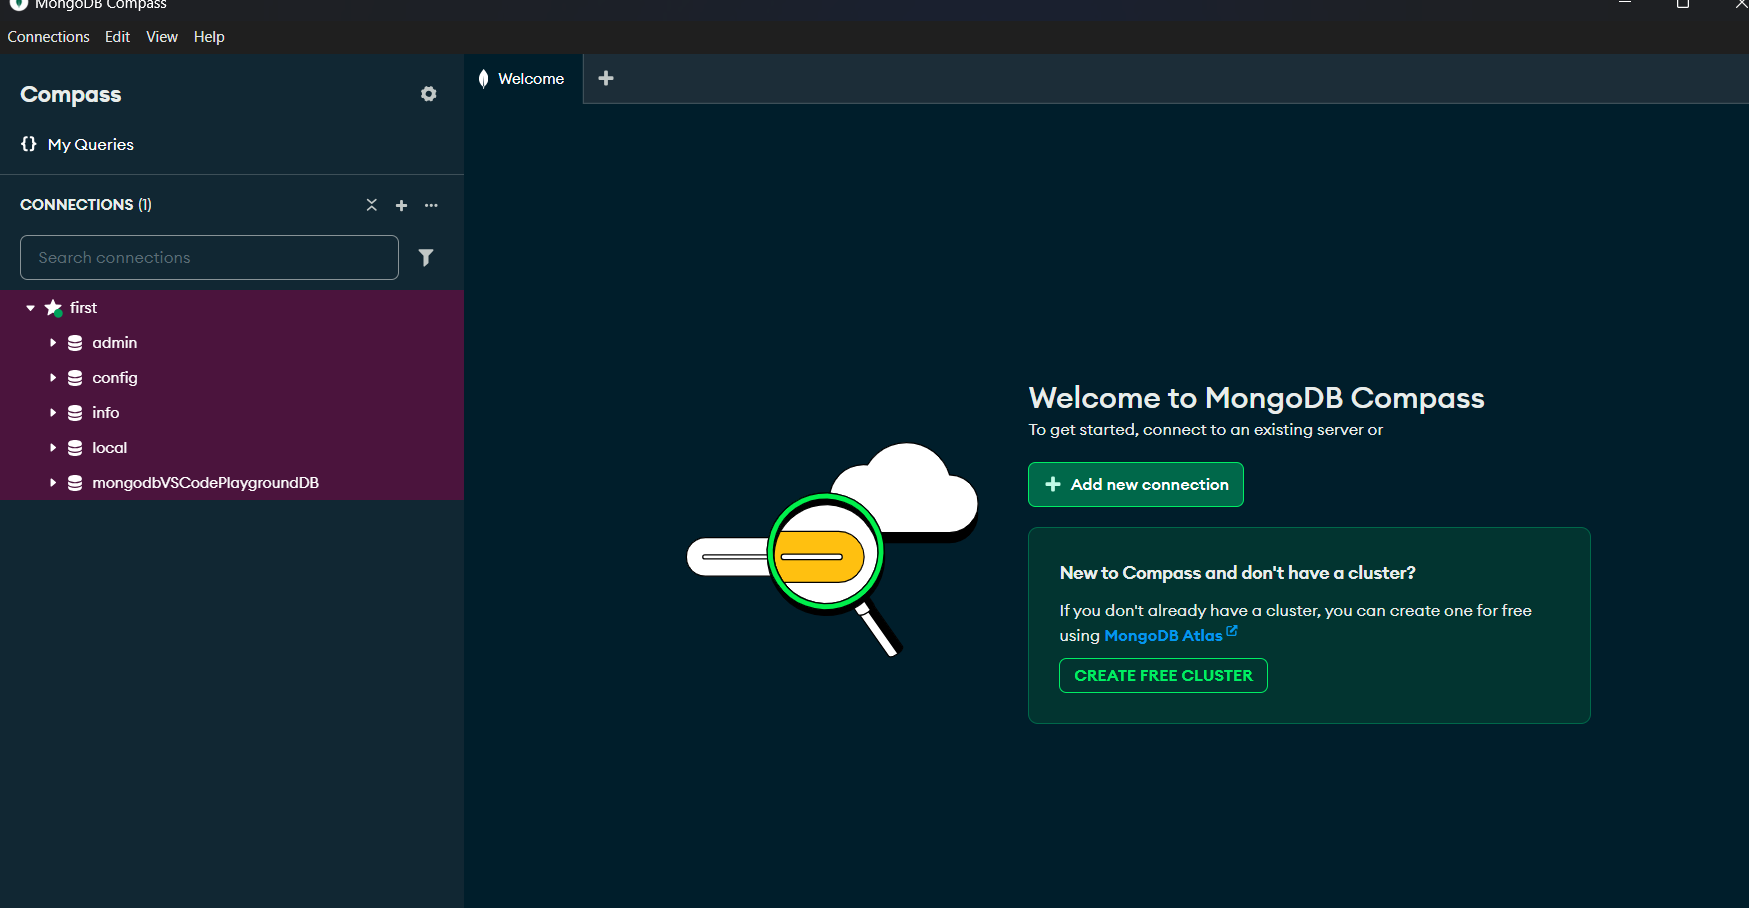 MongoDB Compass
Connections Edit View Help
Compass
{} My Queries
CONNECTIONS (1)
Search connections
first
admin
config
info
local
mongodbVSCodePlaygroundDB
Welcome
Welcome to MongoDB Compass
To get started, connect to an existing server or
Add new connection
New to Compass and don't have a cluster?
If you don't already have a cluster, you can create one for free
using MongoDB Atlas
CREATE FREE CLUSTER